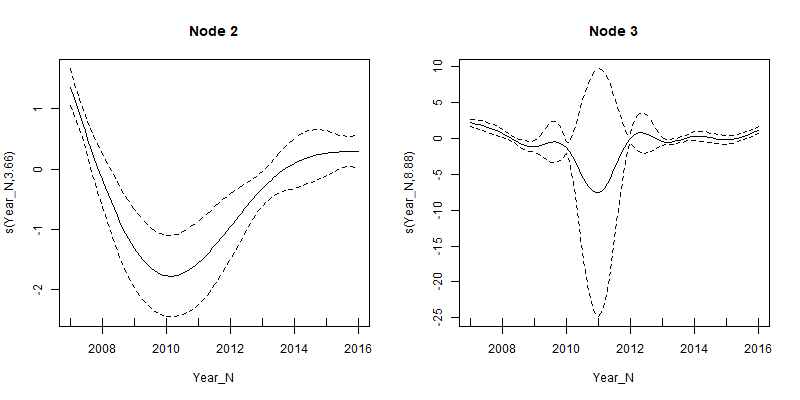 Node 2
s(Year_N,3.66)
1
0
-1
-2
2008 2010 2012 2014 2016
Year_N
Node 3
s(Year_N,8.88)
10
5
0
-5
-10
-15
-20
-25
2008 2010 2012 2014 2016
Year_N